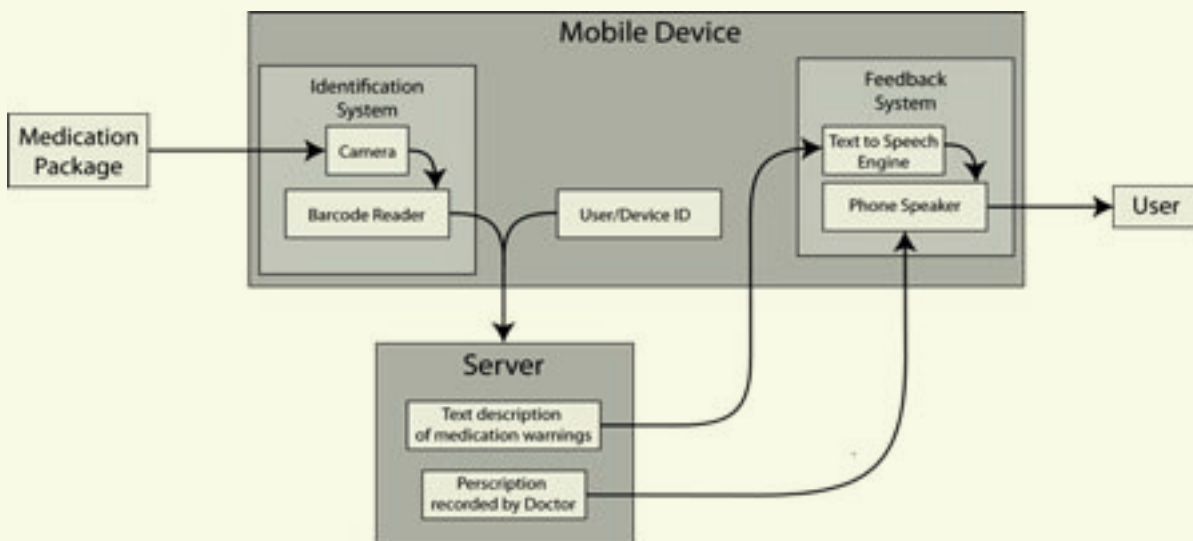 Mobile Device
Identification
System
Camera
Barcode Reader
User/Device ID
Feedback
System
Text to Speech
Engine
Phone Speaker
Medication
Package
User
Server
Text description
of medication warnings
Perscription
recorded by Doctor